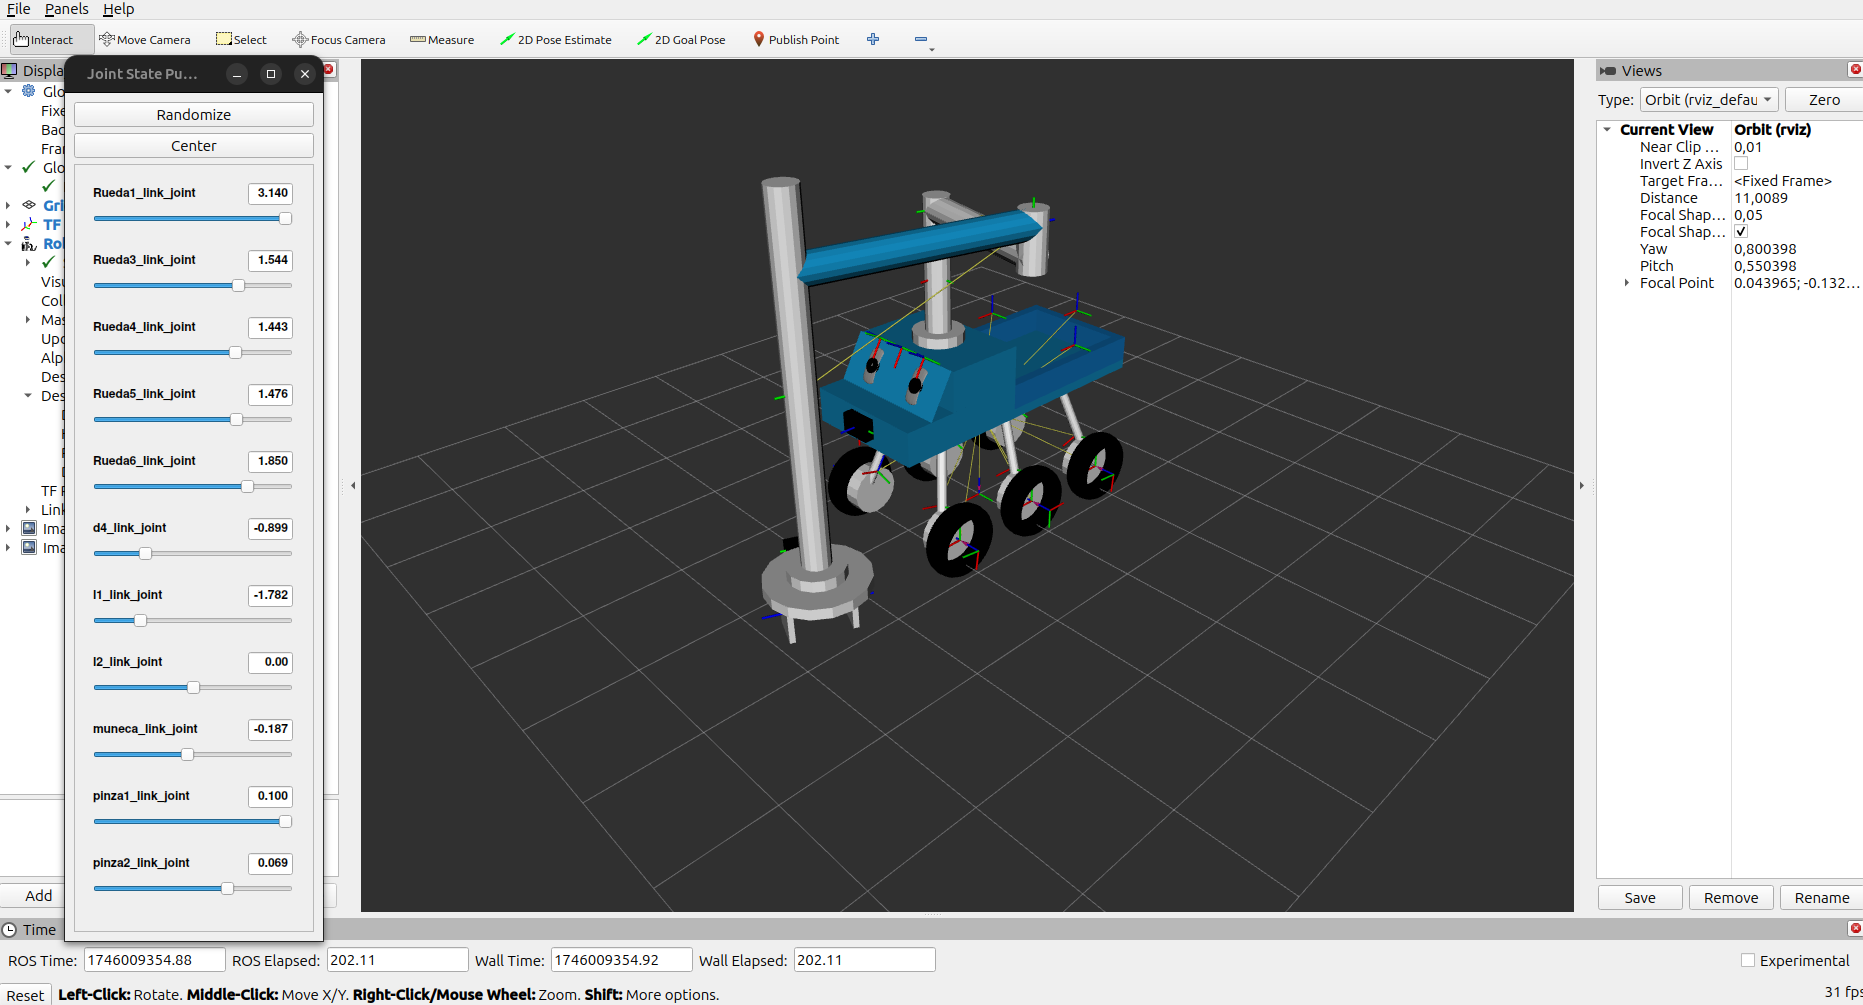 File Panels Help
Interact Move Camera Select Focus Camera Measure 2D Pose Estimate 2D Goal Pose Publish Point
Displa
Glo
Fixe
Bac
Fra
Glo
Gri
TF
Ro
Visu
Coll
Mas
Upd
Alp
Des
Des
TF P
Link
Ima
Ima
Add
Joint State Pu...
Randomize
Center
Rueda1_link_joint 3.140
Rueda3_link_joint 1.544
Rueda4_link_joint 1.443
Rueda5_link_joint 1.476
Rueda6_link_joint 1.850
d4_link_joint -0.899
l1_link_joint -1.782
l2_link_joint 0.00
muneca_link_joint -0.187
pinza1_link_joint 0.100
pinza2_link_joint 0.069
Views
Type: Orbit (rviz_defau Zero
Current View Orbit (rviz)
Near Clip ... 0,01
Invert Z Axis
Target Fra... <Fixed Frame>
Distance 11,0089
Focal Shap... 0,05
Focal Shap...
Yaw 0,800398
Pitch 0,550398
Focal Point 0.043965; -0.132...
Save Remove Rename
Time
ROS Time: 1746009354.88 ROS Elapsed: 202.11 Wall Time: 1746009354.92 Wall Elapsed: 202.11 Experimental
Reset Left-Click: Rotate. Middle-Click: Move X/Y. Right-Click/Mouse Wheel: Zoom. Shift: More options. 31 fps